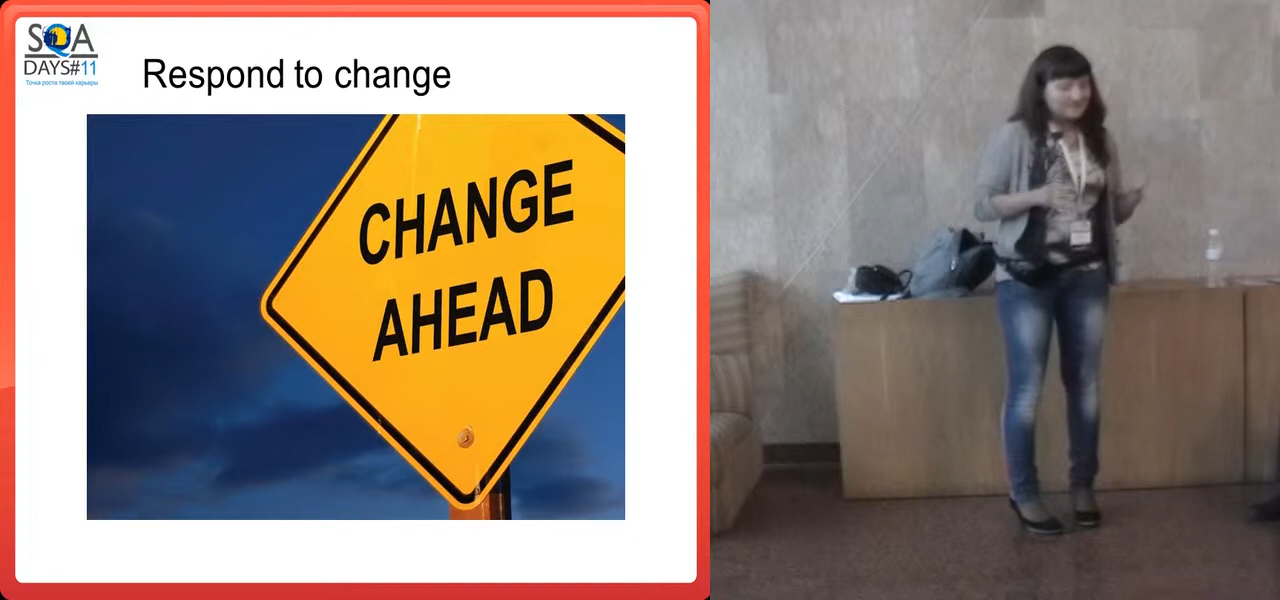 SQA
DAYS#11
Точка роста твоей карьеры
Respond to change
CHANGE
AHEAD